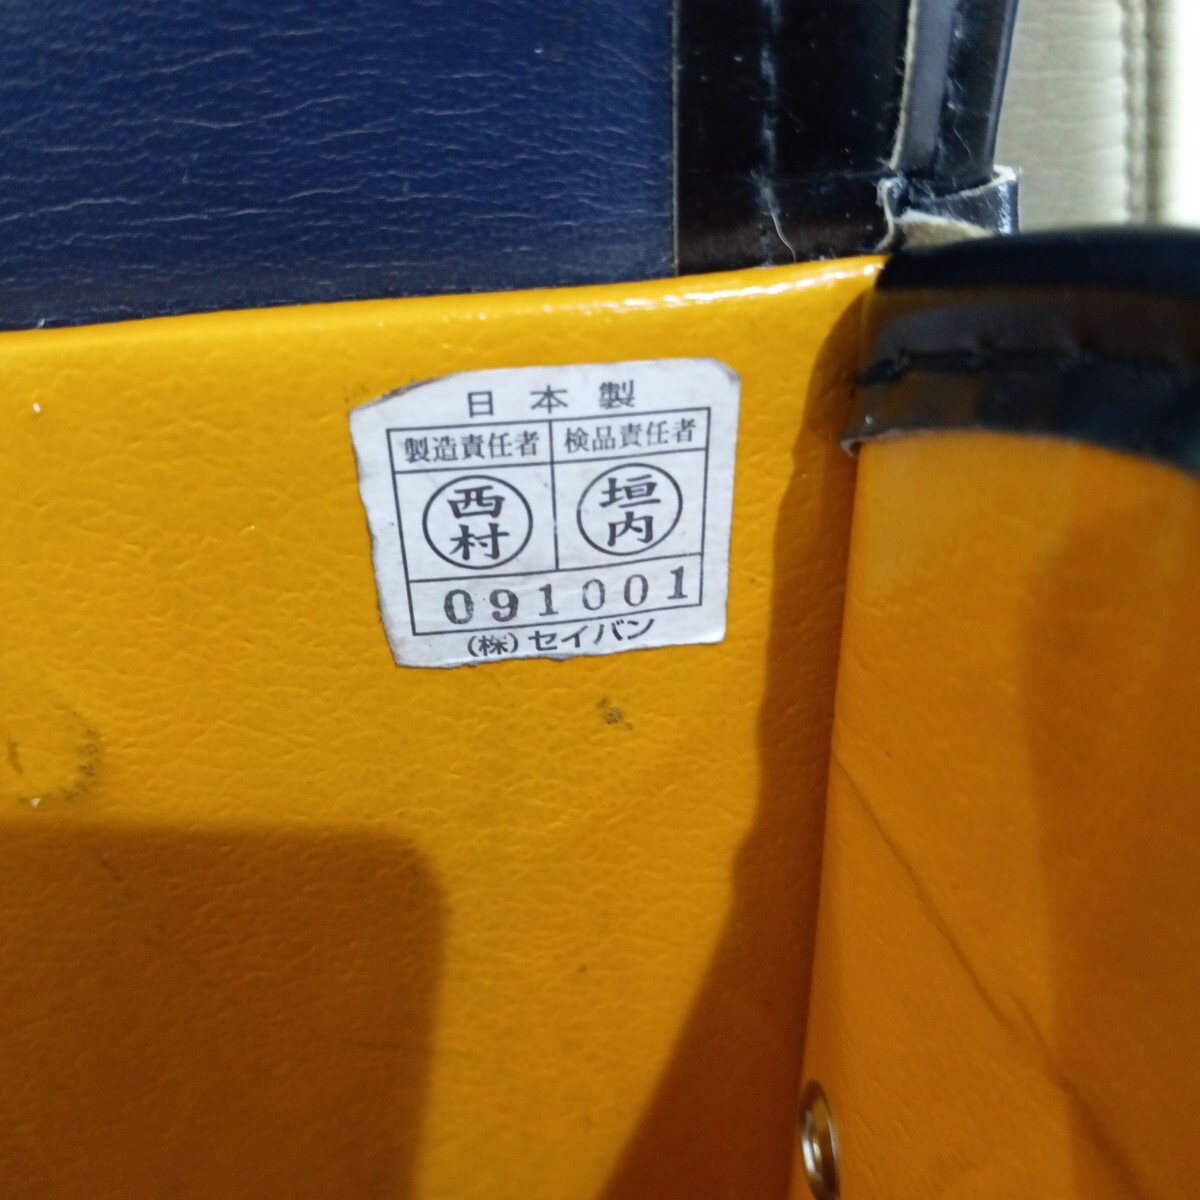 日本製
製造責任者 検品責任者
西村 垣内
091001
(株)セイバン